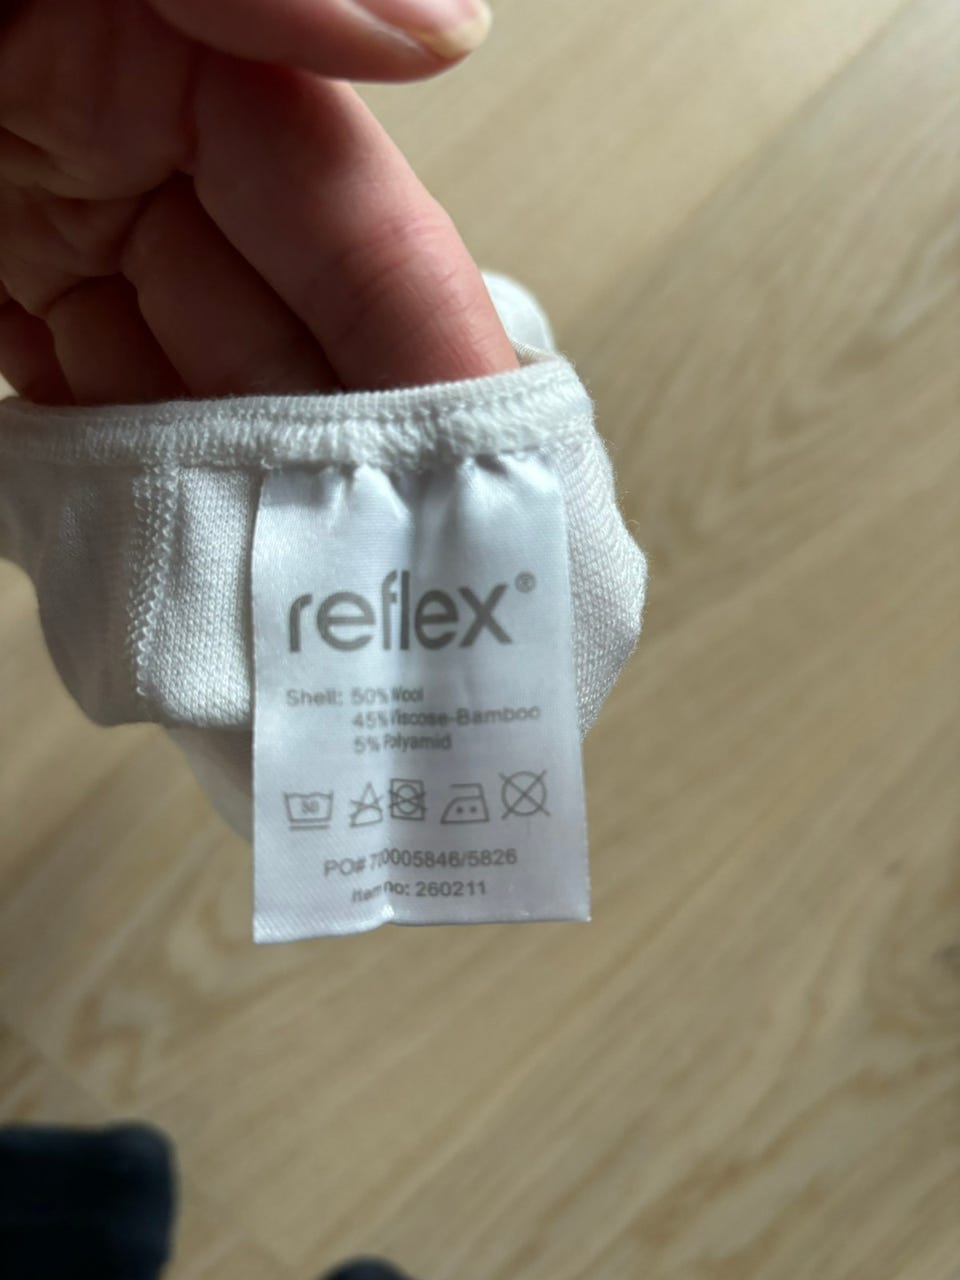 reflex®
Shell: 50% Wool
45% Viscose-Bamboo
5% Polyamid
30
PO# 700005846/5826
Item no: 260211